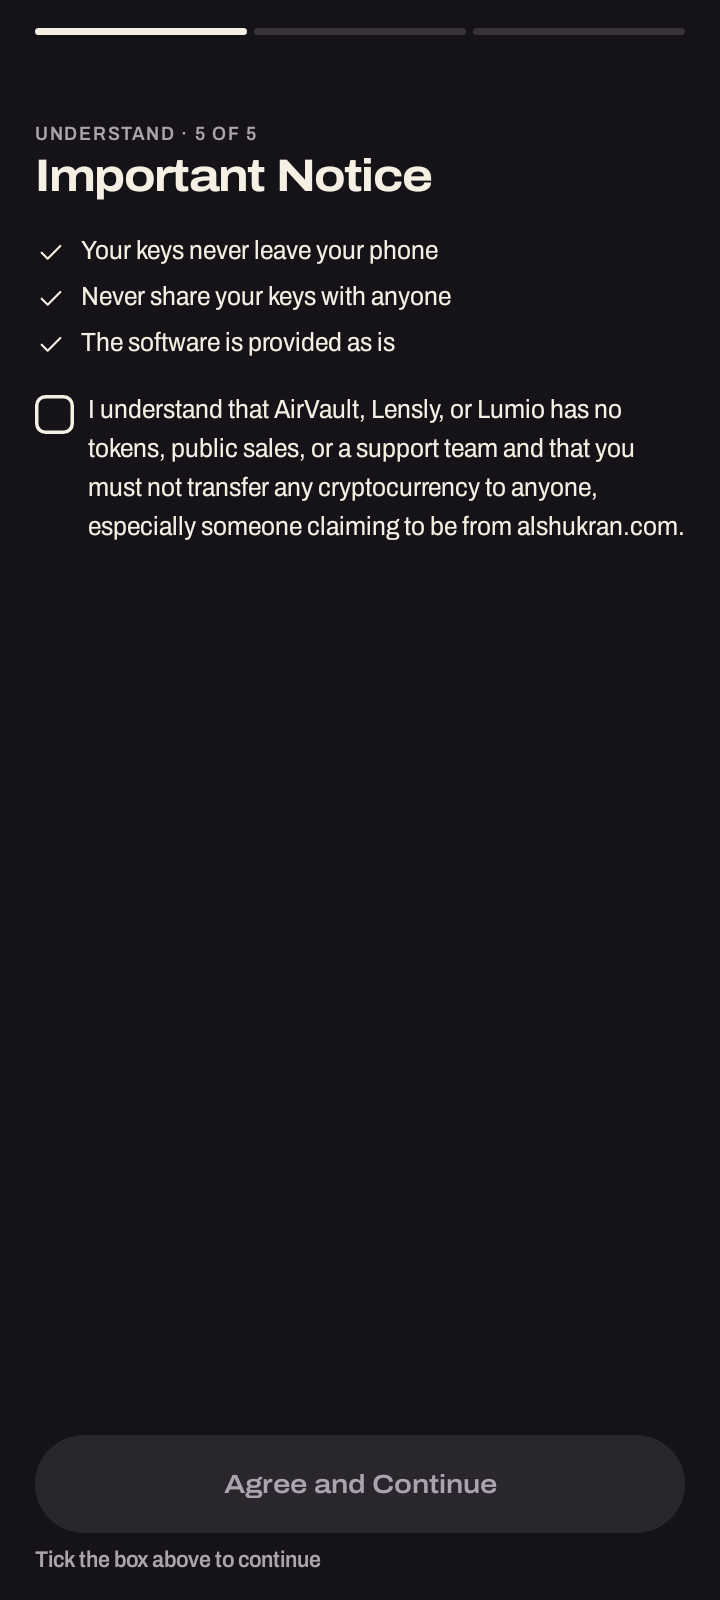 UNDERSTAND · 5 OF 5
Important Notice
Your keys never leave your phone
Never share your keys with anyone
The software is provided as is
I understand that AirVault, Lensly, or Lumio has no
tokens, public sales, or a support team and that you
must not transfer any cryptocurrency to anyone,
especially someone claiming to be from alshukran.com.
Agree and Continue
Tick the box above to continue